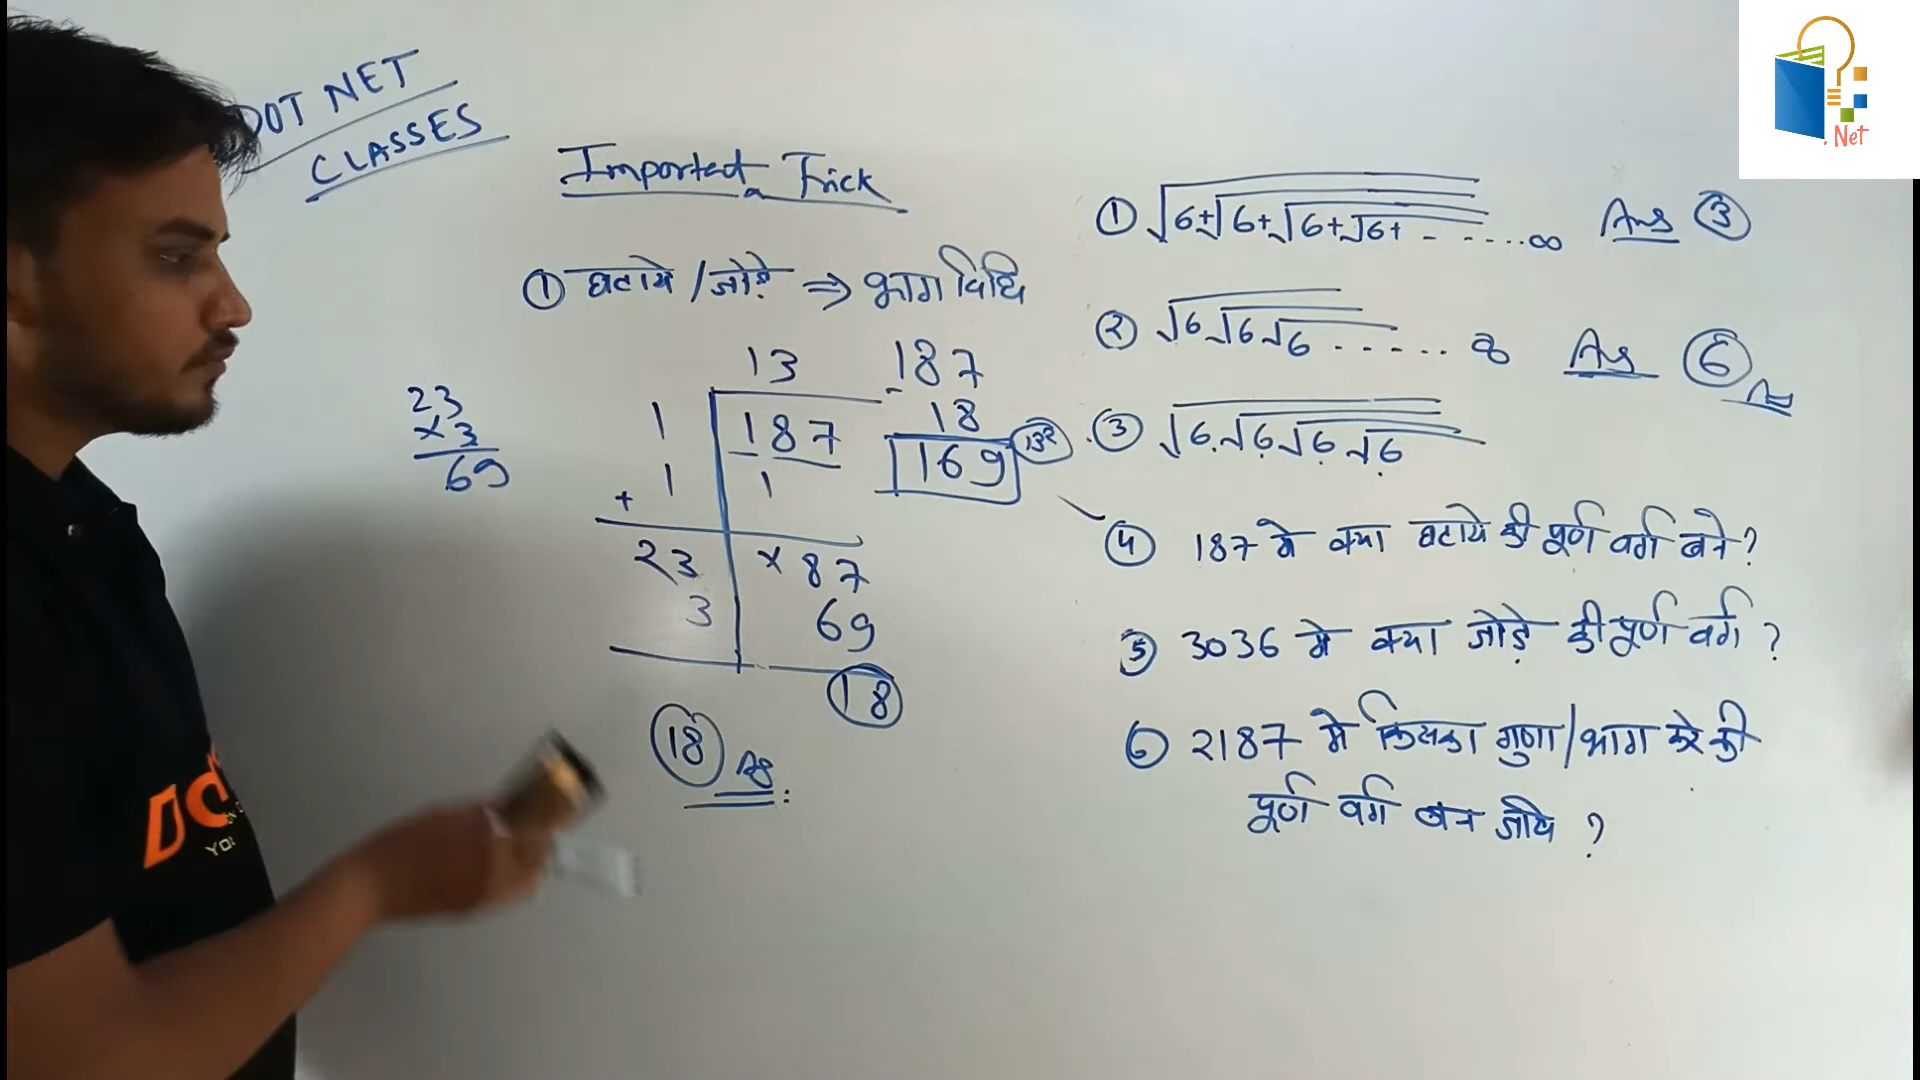 DOT NET
CLASSES
Imported Trick
① घटाये / जोड़े ⇒ भाग विधि
23
×3
69
13
1 187
+ 1 1
23 ×87
3 69
18
18 As:
187
- 18
169 13²
① √6+√6+√6+√6+ - ----∞ Ans ③
② √6√6√6 ----- ∞ As ⑥
③ √6.√6.√6.√6.
④ 187 मे क्या घटाये की पूर्ण वर्ग बने?
⑤ 3036 मे क्या जोड़े की पूर्ण वर्ग ?
⑥ 2187 मे किसका गुणा/भाग करे की
पूर्ण वर्ग बन जाये ?
.Net